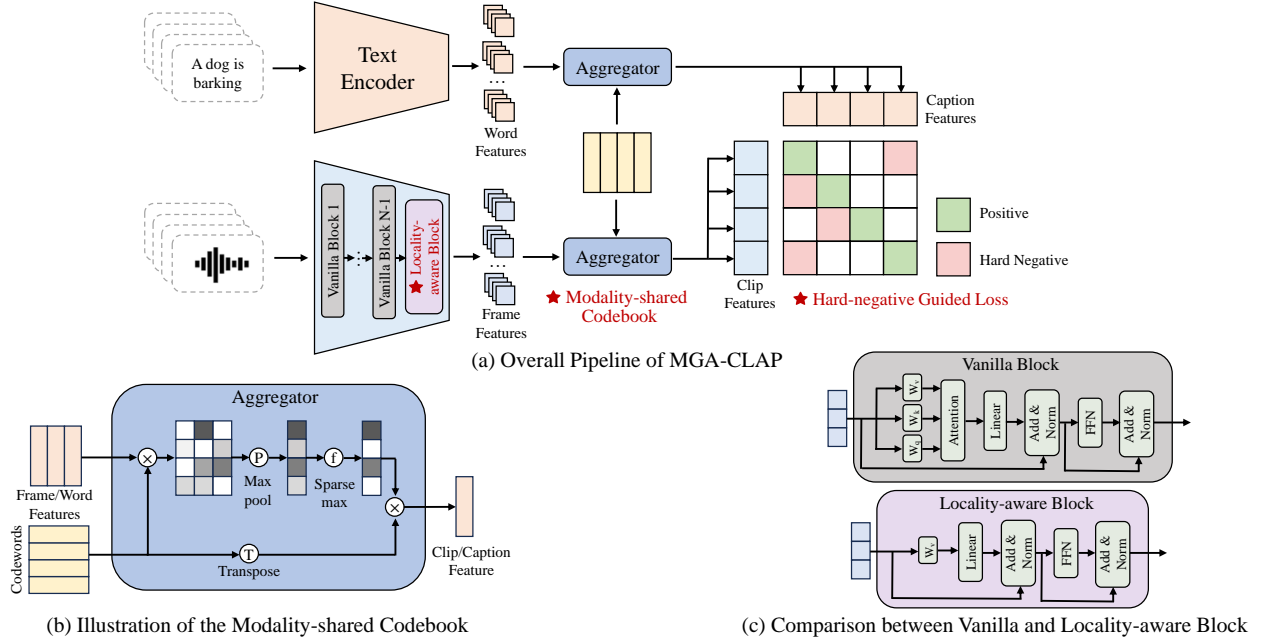 A dog is
barking
Text
Encoder
...
Word
Features
Aggregator
Caption
Features
Vanilla Block 1
...
Vanilla Block N-1
★ Locality-
aware Block
...
Frame
Features
Aggregator
★ Modality-shared
Codebook
Clip
Features
Positive
Hard Negative
★ Hard-negative Guided Loss
(a) Overall Pipeline of MGA-CLAP
Aggregator
Frame/Word
Features
Codewords
×
P
Max
pool
f
Sparse
max
×
T
Transpose
Clip/Caption
Feature
(b) Illustration of the Modality-shared Codebook
Vanilla Block
Wv
Wk
Wq
Attention
Linear
Add &
Norm
FFN
Add &
Norm
Locality-aware Block
Wv
Linear
Add &
Norm
FFN
Add &
Norm
(c) Comparison between Vanilla and Locality-aware Block